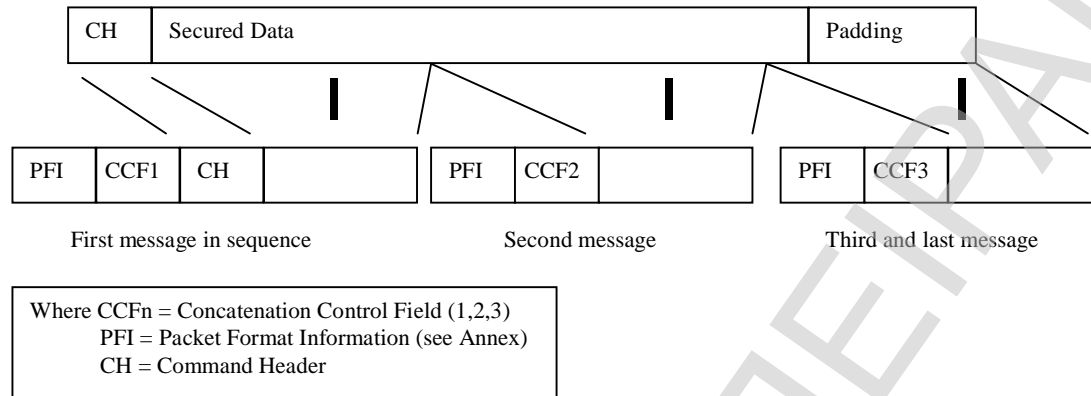 CH Secured Data Padding
PFI CCF1 CH PFI CCF2 PFI CCF3
First message in sequence Second message Third and last message
Where CCFn = Concatenation Control Field (1,2,3)
PFI = Packet Format Information (see Annex)
CH = Command Header